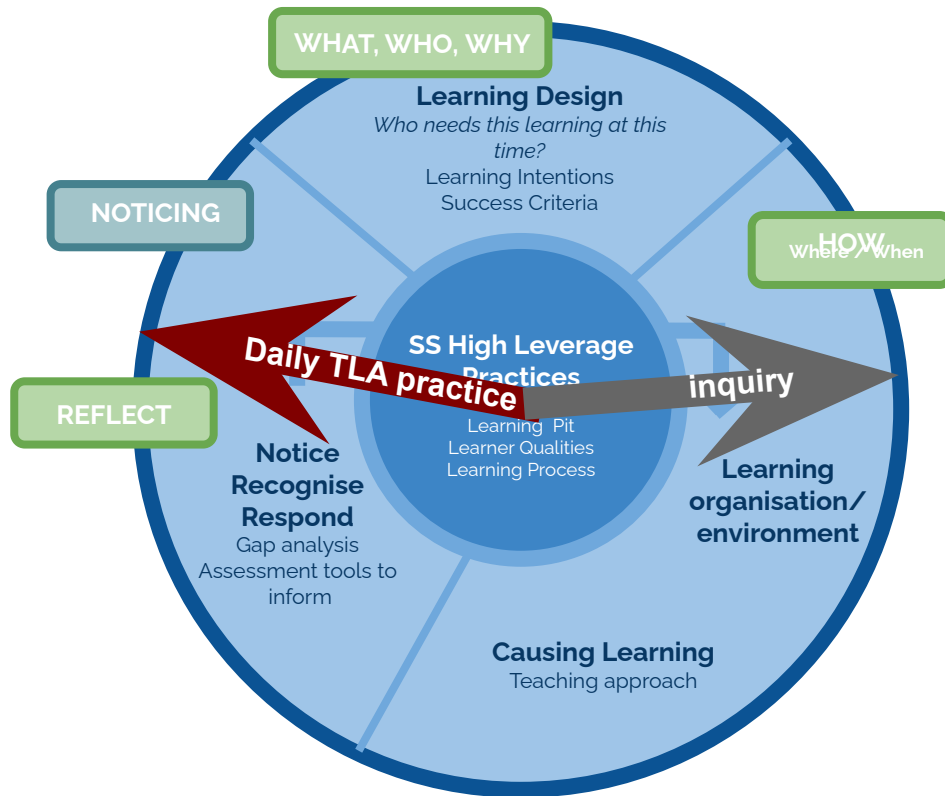 WHAT, WHO, WHY
Learning Design
Who needs this learning at this
time?
Learning Intentions
Success Criteria
NOTICING
HOW
Where / When
SS High Leverage
Practices
Daily TLA practice
inquiry
REFLECT
Learning Pit
Learner Qualities
Learning Process
Notice
Recognise
Respond
Gap analysis
Assessment tools to
inform
Learning
organisation/
environment
Causing Learning
Teaching approach